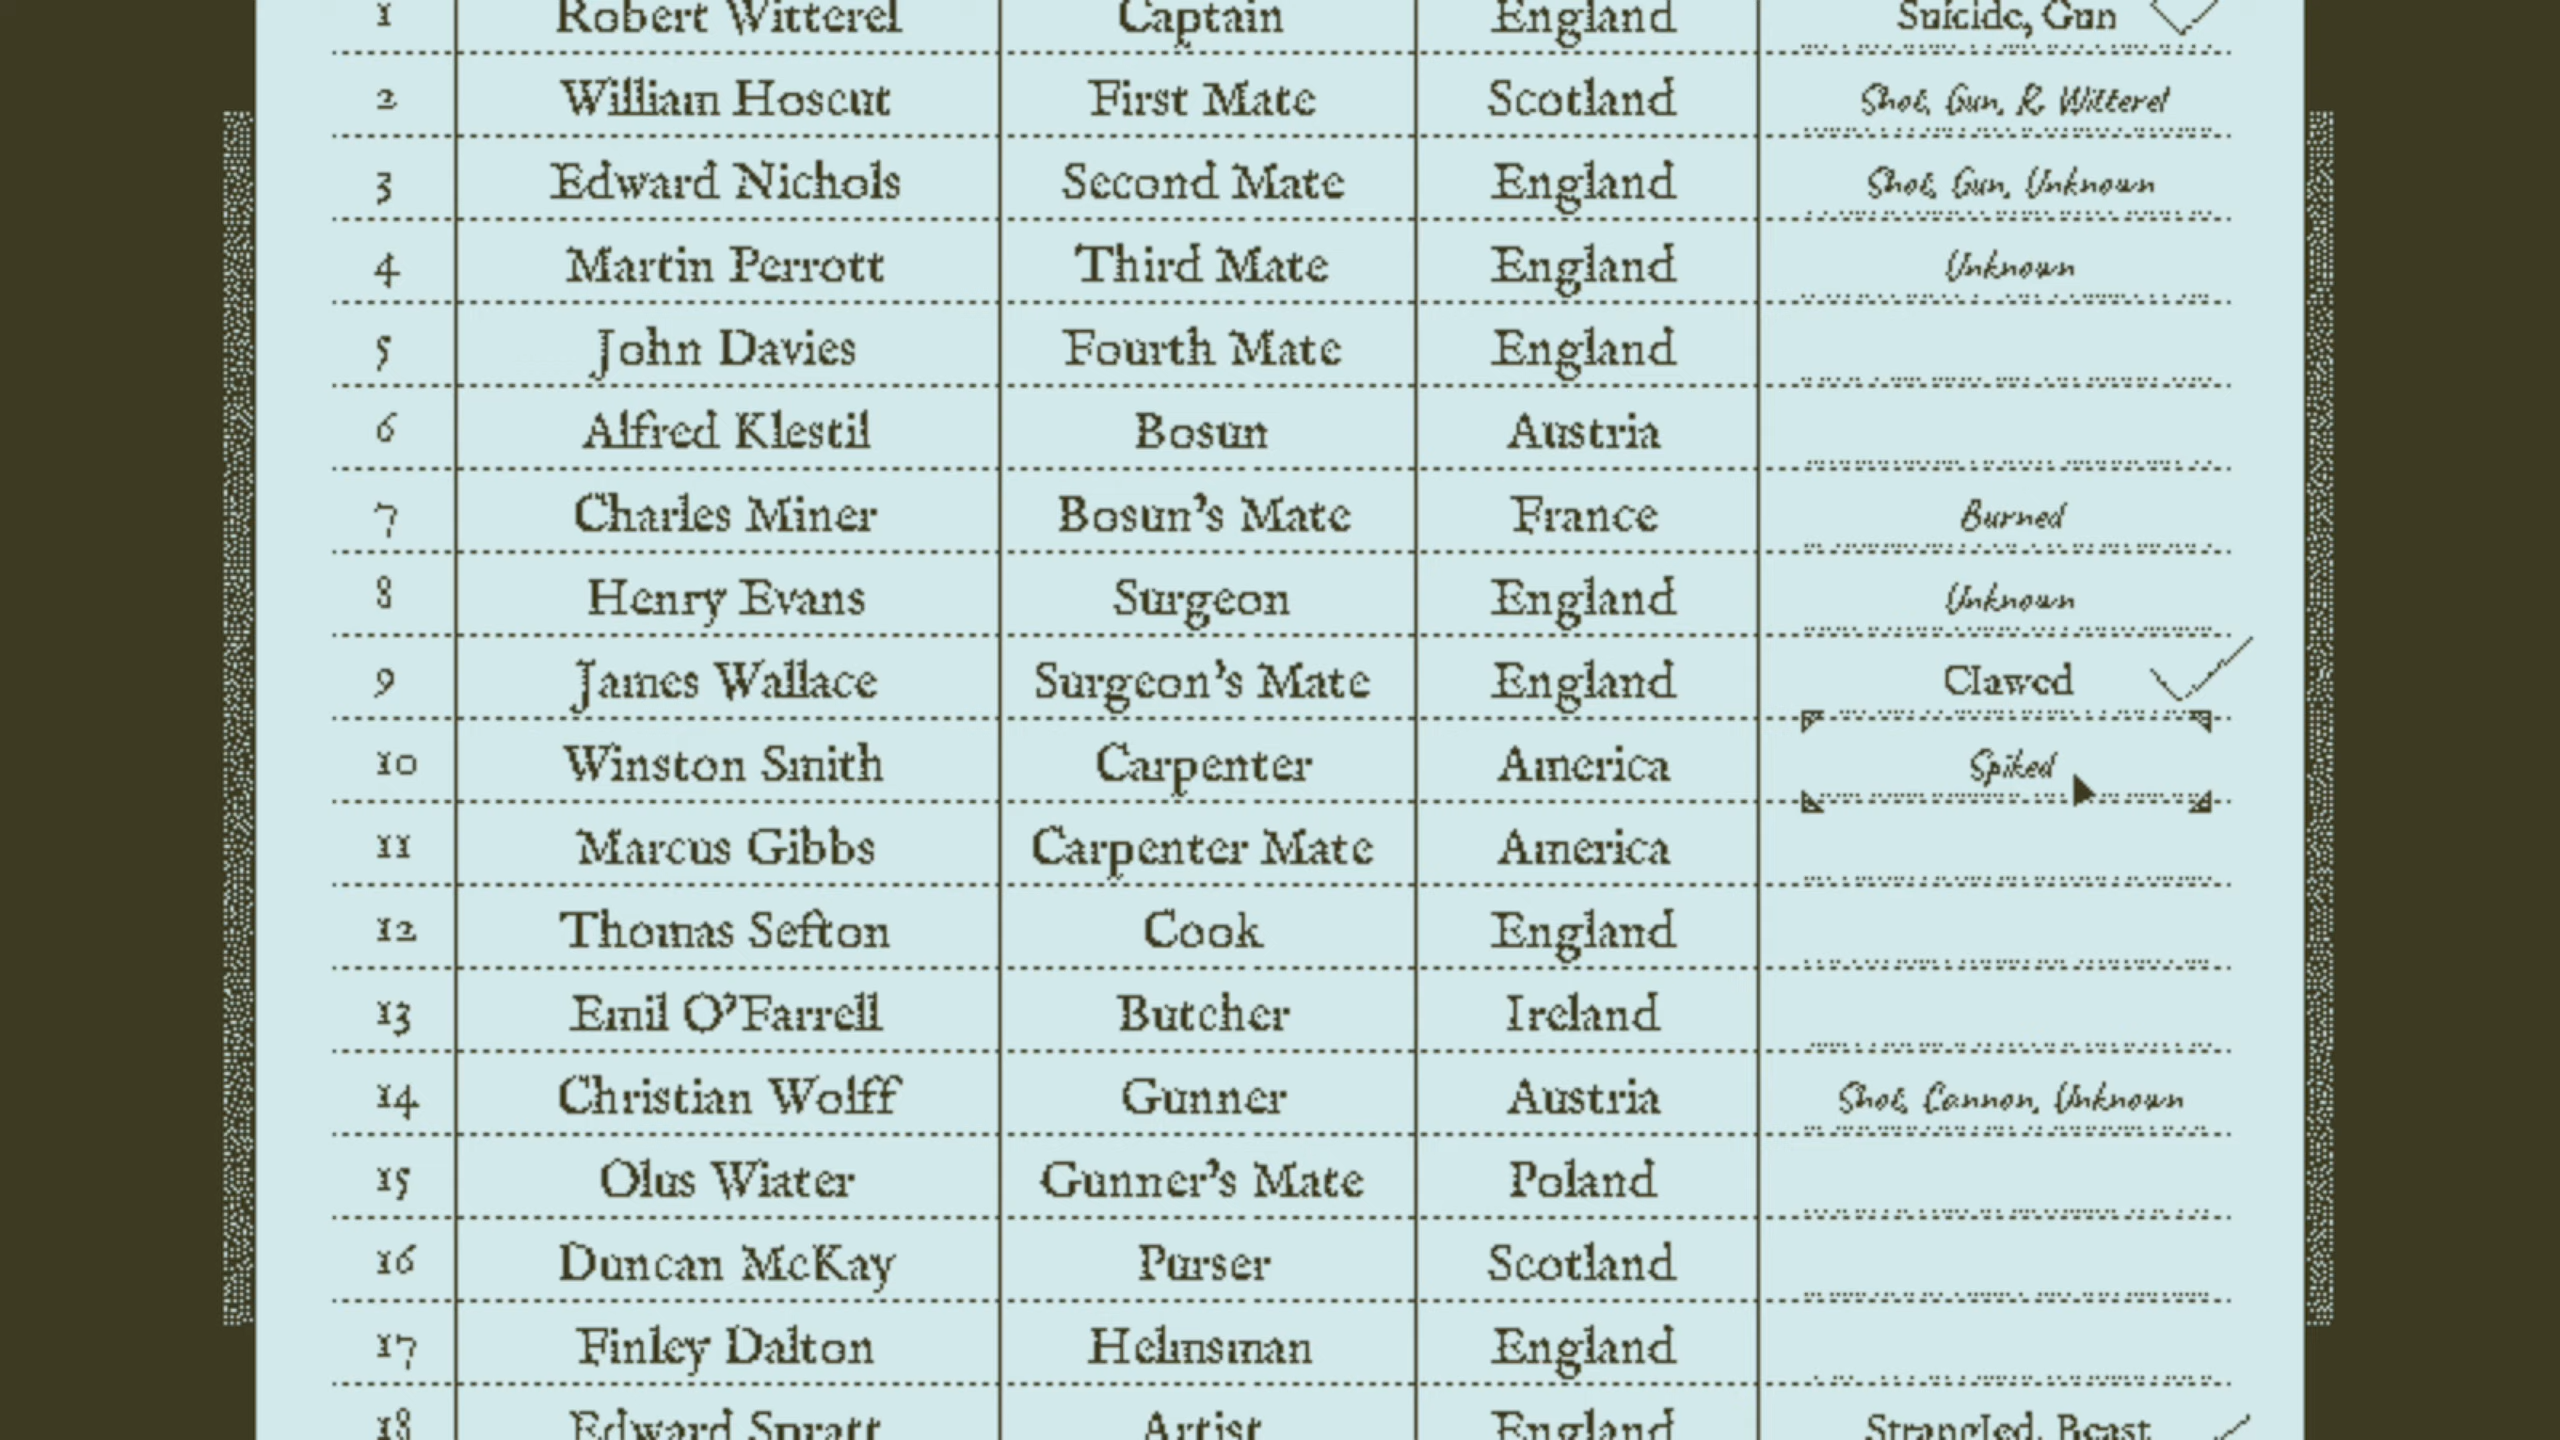 1 Robert Witterel Captain England Suicide, Gun
2 William Hoscut First Mate Scotland Shot, Gun, R. Witterel
3 Edward Nichols Second Mate England Shot, Gun, Unknown
4 Martin Perrott Third Mate England Unknown
5 John Davies Fourth Mate England
6 Alfred Klestil Bosun Austria
7 Charles Miner Bosun's Mate France Burned
8 Henry Evans Surgeon England Unknown
9 James Wallace Surgeon's Mate England Clawed
10 Winston Smith Carpenter America Spiked
11 Marcus Gibbs Carpenter Mate America
12 Thomas Sefton Cook England
13 Emil O'Farrell Butcher Ireland
14 Christian Wolff Gunner Austria Shot, Cannon, Unknown
15 Olus Wiater Gunner's Mate Poland
16 Duncan McKay Purser Scotland
17 Finley Dalton Helmsman England
18 Edward Spratt Artist England Strangled, Beast